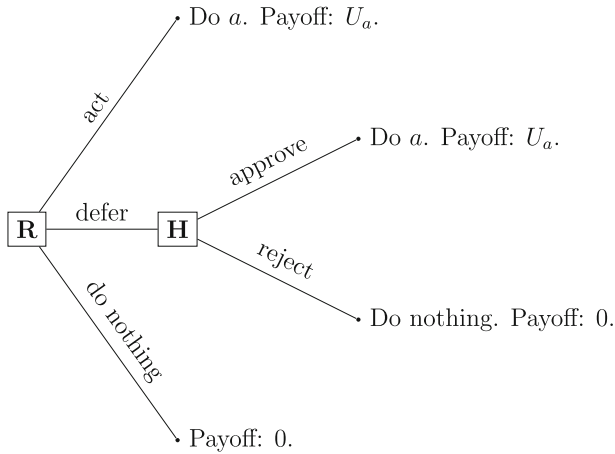 Do a. Payoff: Uₐ.
act
Do a. Payoff: Uₐ.
approve
defer
R
H
reject
do nothing
Do nothing. Payoff: 0.
Payoff: 0.